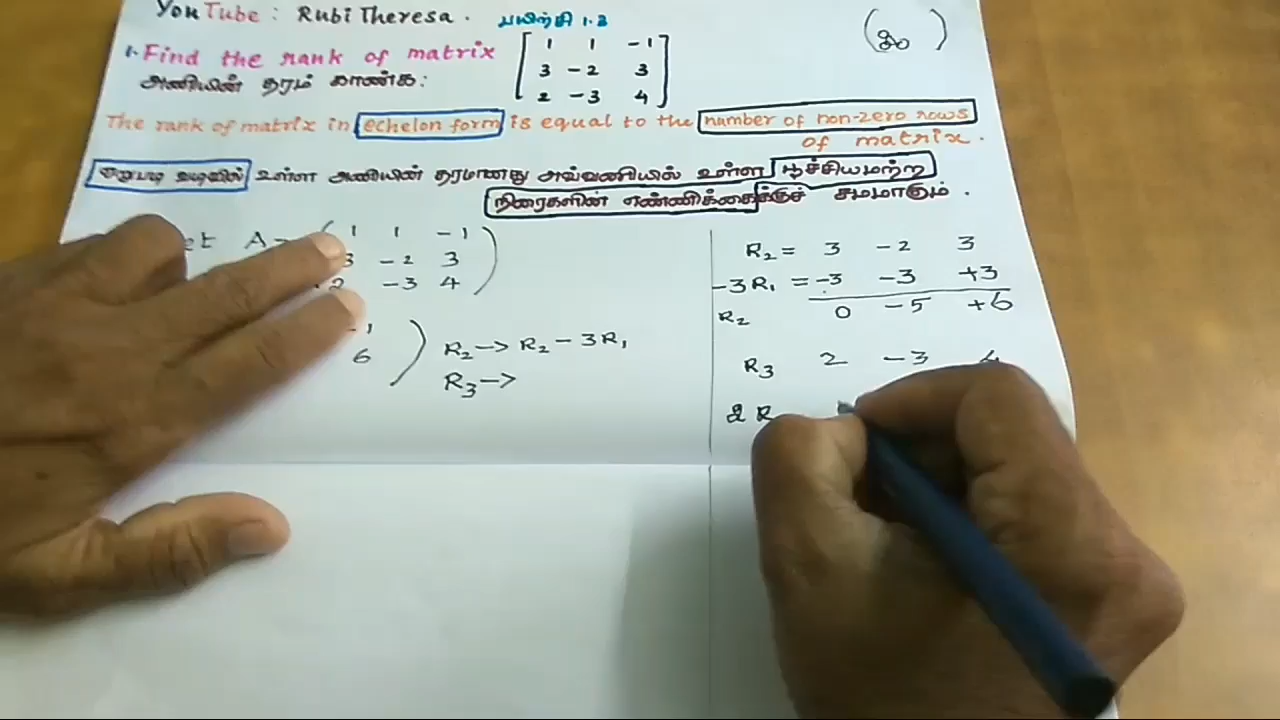 YouTube : Rubi Theresa . பயிற்சி 1.3
1. Find the rank of matrix [ 1 1 -1
அணியின் தரம் காண்க : 3 -2 3
2 -3 4 ]
The rank of matrix in echelon form is equal to the number of non-zero rows
of matrix .
ஏறுபடி வடிவில் உள்ள அணியின் தரமானது அவ்வணியில் உள்ள பூச்சியமற்ற
நிரைகளின் எண்ணிக்கைக்குச் சமமாகும் .
et A = ( 1 1 -1
3 -2 3
2 -3 4 )
6 ) R₂ → R₂ - 3R₁
R₃ →
R₂ = 3 -2 3
-3R₁ = -3 -3 +3
R₂ 0 -5 +6
R₃ 2 -3 4
2 R